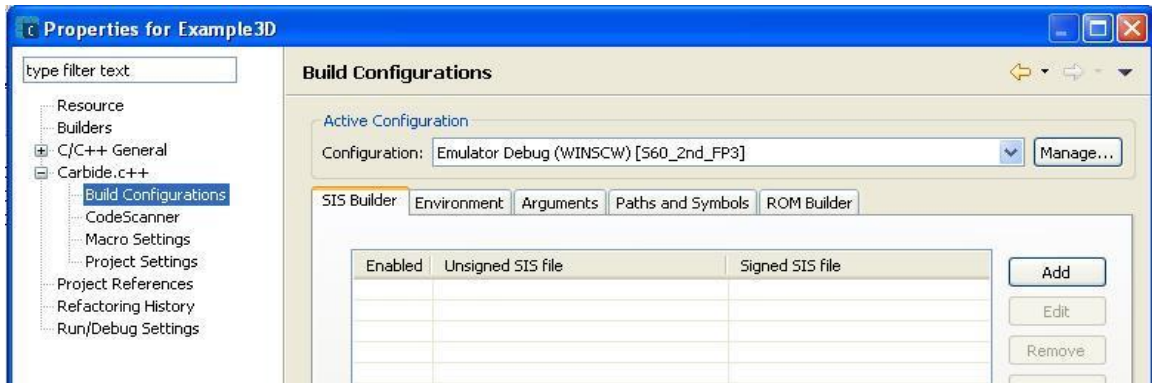 Properties for Example3D
type filter text
Resource
Builders
C/C++ General
Carbide.c++
Build Configurations
CodeScanner
Macro Settings
Project Settings
Project References
Refactoring History
Run/Debug Settings
Build Configurations
Active Configuration
Configuration: Emulator Debug (WINSCW) [S60_2nd_FP3] Manage...
SIS Builder Environment Arguments Paths and Symbols ROM Builder
Enabled Unsigned SIS file Signed SIS file
Add
Edit
Remove